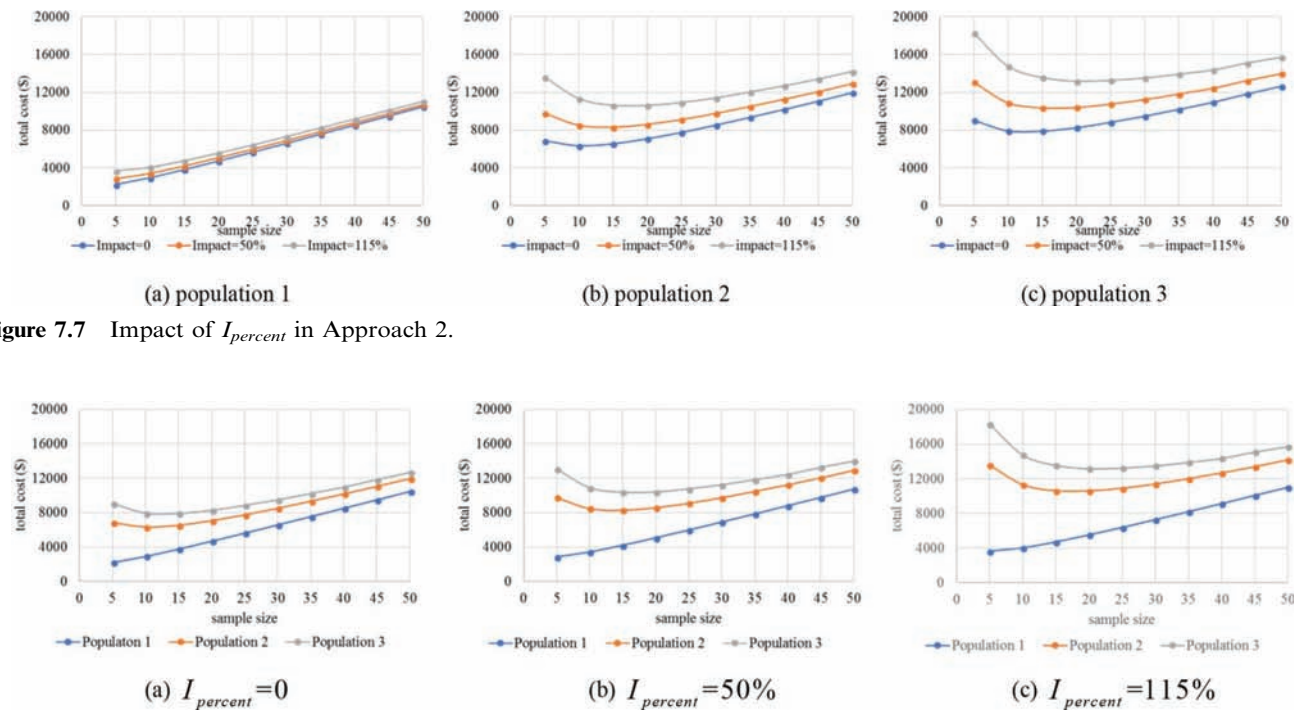 20000 20000 20000
16000 16000 16000
12000 12000 12000
8000 8000 8000
4000 4000 4000
0 0 0
total cost ($) total cost ($) total cost ($)
0 5 10 15 20 25 30 35 40 45 50 0 5 10 15 20 25 30 35 40 45 50 0 5 10 15 20 25 30 35 40 45 50
sample size sample size sample size
Impact=0 Impact=50% Impact=115% impact=0 impact=50% impact=115% impact=0 impact=50% impact=115%
(a) population 1 (b) population 2 (c) population 3
igure 7.7 Impact of I percent in Approach 2.
20000 20000 20000
16000 16000 16000
12000 12000 12000
8000 8000 8000
4000 4000 4000
0 0 0
total cost ($) total cost ($) total cost ($)
0 5 10 15 20 25 30 35 40 45 50 0 5 10 15 20 25 30 35 40 45 50 0 5 10 15 20 25 30 35 40 45 50
sample size sample size sample size
Populaton 1 Population 2 Population 3 Population 1 Population 2 Population 3 Population 1 Population 2 Population 3
(a) I percent =0 (b) I percent =50% (c) I percent =115%